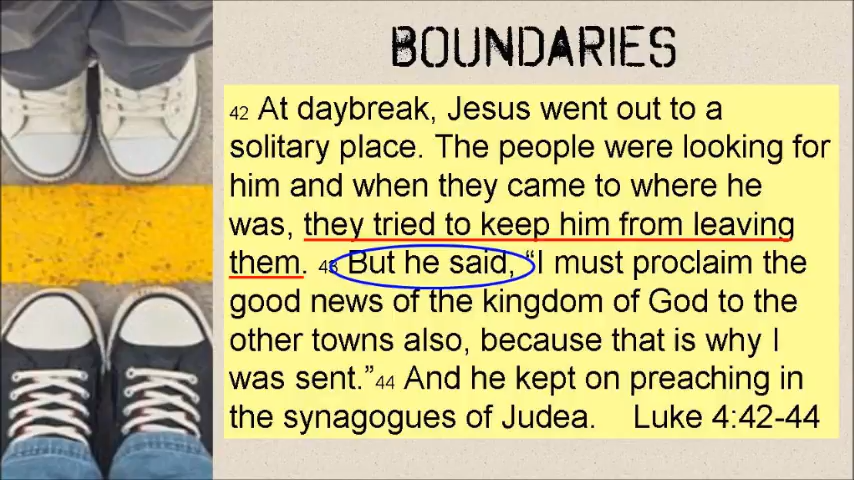 BOUNDARIES
42 At daybreak, Jesus went out to a
solitary place. The people were looking for
him and when they came to where he
was, they tried to keep him from leaving
them. 43 But he said, “I must proclaim the
good news of the kingdom of God to the
other towns also, because that is why I
was sent.”44 And he kept on preaching in
the synagogues of Judea. Luke 4:42-44